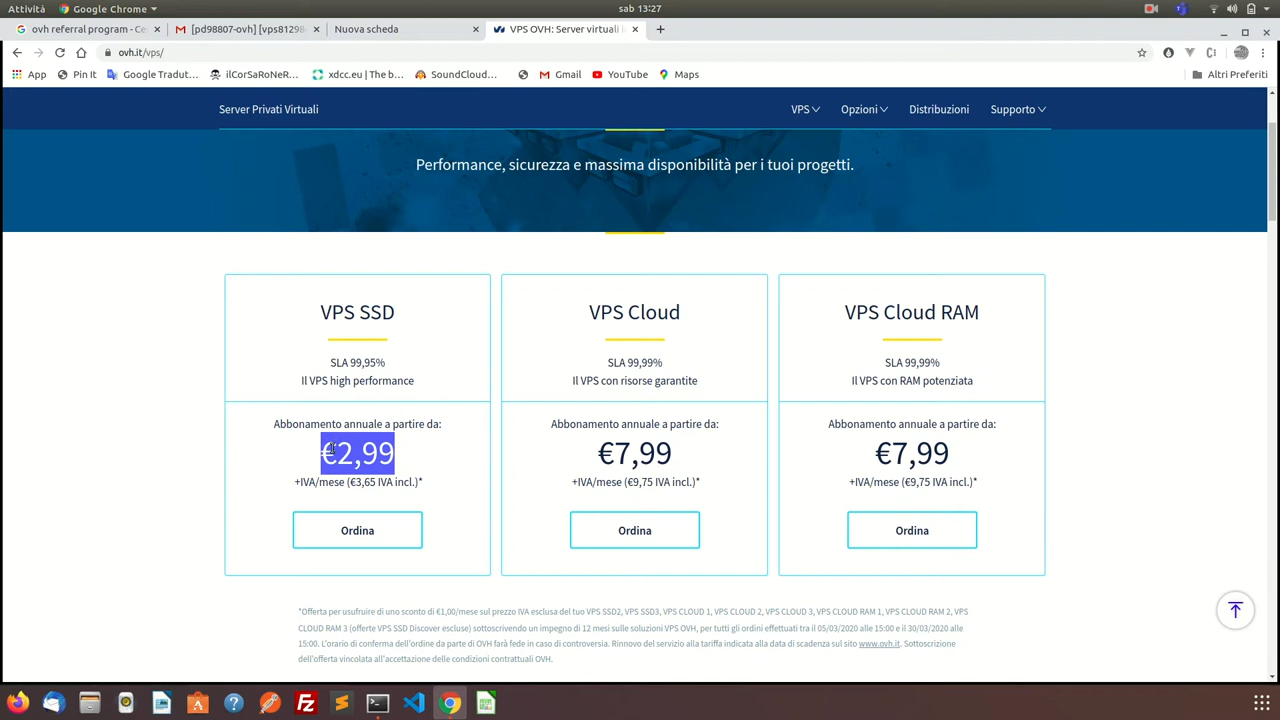 Attività
Google Chrome
sab 13:27
ovh referral program - Ce
[pd98807-ovh] [vps81298
Nuova scheda
VPS OVH: Server virtuali
ovh.it/vps/
App
Pin It
Google Tradut...
ilCorSaRoNeR...
xdcc.eu | The b...
SoundCloud...
Gmail
YouTube
Maps
Altri Preferiti
Server Privati Virtuali
VPS
Opzioni
Distribuzioni
Supporto
Performance, sicurezza e massima disponibilità per i tuoi progetti.
VPS SSD
SLA 99,95%
Il VPS high performance
Abbonamento annuale a partire da:
€2,99
+IVA/mese (€3,65 IVA incl.)*
Ordina
VPS Cloud
SLA 99,99%
Il VPS con risorse garantite
Abbonamento annuale a partire da:
€7,99
+IVA/mese (€9,75 IVA incl.)*
Ordina
VPS Cloud RAM
SLA 99,99%
Il VPS con RAM potenziata
Abbonamento annuale a partire da:
€7,99
+IVA/mese (€9,75 IVA incl.)*
Ordina
*Offerta per usufruire di uno sconto di €1,00/mese sul prezzo IVA esclusa del tuo VPS SSD2, VPS SSD3, VPS CLOUD 1, VPS CLOUD 2, VPS CLOUD 3, VPS CLOUD RAM 1, VPS CLOUD RAM 2, VPS
CLOUD RAM 3 (offerte VPS SSD Discover escluse) sottoscrivendo un impegno di 12 mesi sulle soluzioni VPS OVH, per tutti gli ordini effettuati tra il 05/03/2020 alle 15:00 e il 30/03/2020 alle
15:00. L'orario di conferma dell'ordine da parte di OVH farà fede in caso di controversia. Rinnovo del servizio alla tariffa indicata alla data di scadenza sul sito www.ovh.it. Sottoscrizione
dell'offerta vincolata all'accettazione delle condizioni contrattuali OVH.